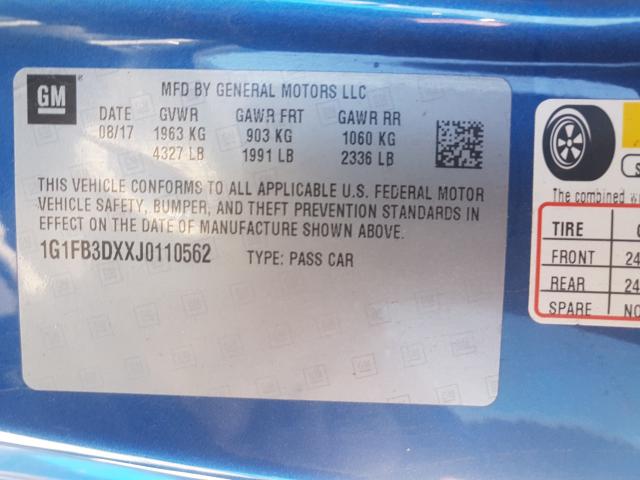 GM
MFD BY GENERAL MOTORS LLC
DATE GVWR GAWR FRT GAWR RR
08/17 1963 KG 903 KG 1060 KG
4327 LB 1991 LB 2336 LB
THIS VEHICLE CONFORMS TO ALL APPLICABLE U.S. FEDERAL MOTOR
VEHICLE SAFETY, BUMPER, AND THEFT PREVENTION STANDARDS IN
EFFECT ON THE DATE OF MANUFACTURE SHOWN ABOVE.
1G1FB3DXXJ0110562 TYPE: PASS CAR
The combined
TIRE
FRONT 24
REAR 24
SPARE